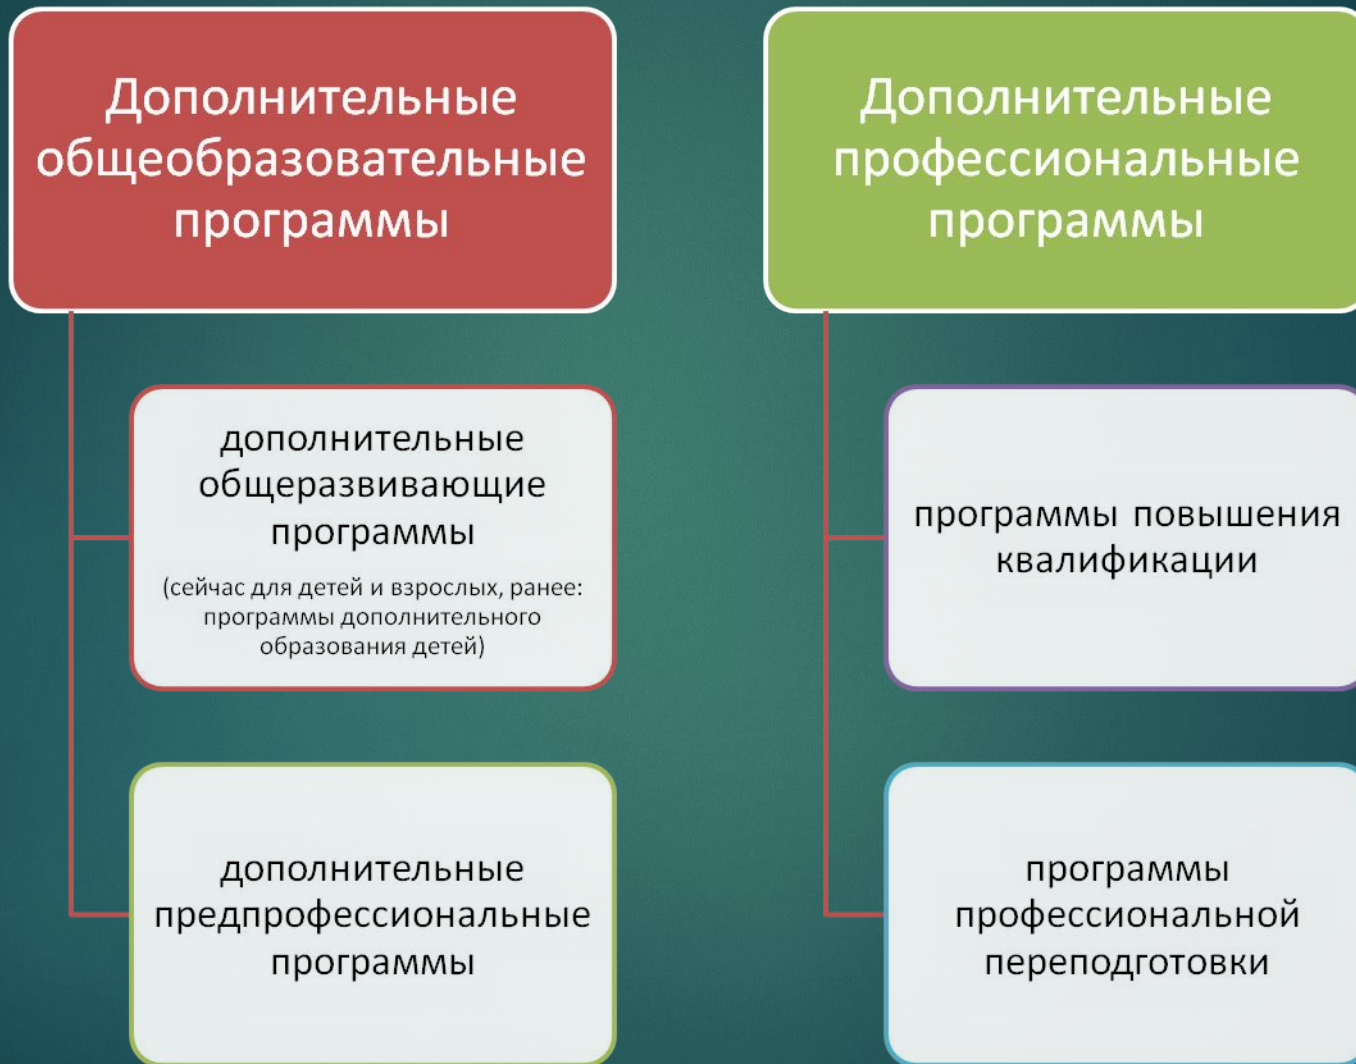 Дополнительные
общеобразовательные
программы
дополнительные
общеразвивающие
программы
(сейчас для детей и взрослых, ранее:
программы дополнительного
образования детей)
дополнительные
предпрофессиональные
программы
Дополнительные
профессиональные
программы
программы повышения
квалификации
программы
профессиональной
переподготовки